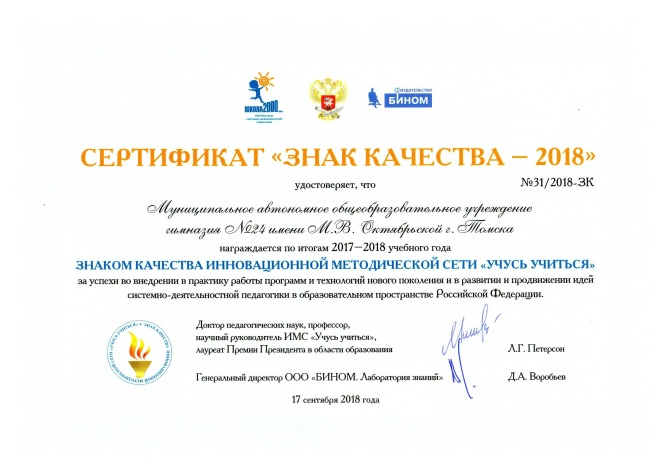 ШКОЛА 2000...
издательство
БИНОМ
СЕРТИФИКАТ «ЗНАК КАЧЕСТВА – 2018»
удостоверяет, что
№31/2018-ЗК
Муниципальное автономное общеобразовательное учреждение
гимназия №24 имени М.В. Октябрьской г. Томска
награждается по итогам 2017—2018 учебного года
ЗНАКОМ КАЧЕСТВА ИННОВАЦИОННОЙ МЕТОДИЧЕСКОЙ СЕТИ «УЧУСЬ УЧИТЬСЯ»
за успехи во внедрении в практику работы программ и технологий нового поколения и в развитии и продвижении идей
системно-деятельностной педагогики в образовательном пространстве Российской Федерации.
Доктор педагогических наук, профессор,
научный руководитель ИМС «Учусь учиться»,
лауреат Премии Президента в области образования
Л.Г. Петерсон
Генеральный директор ООО «БИНОМ. Лаборатория знаний»
Д.А. Воробьев
17 сентября 2018 года